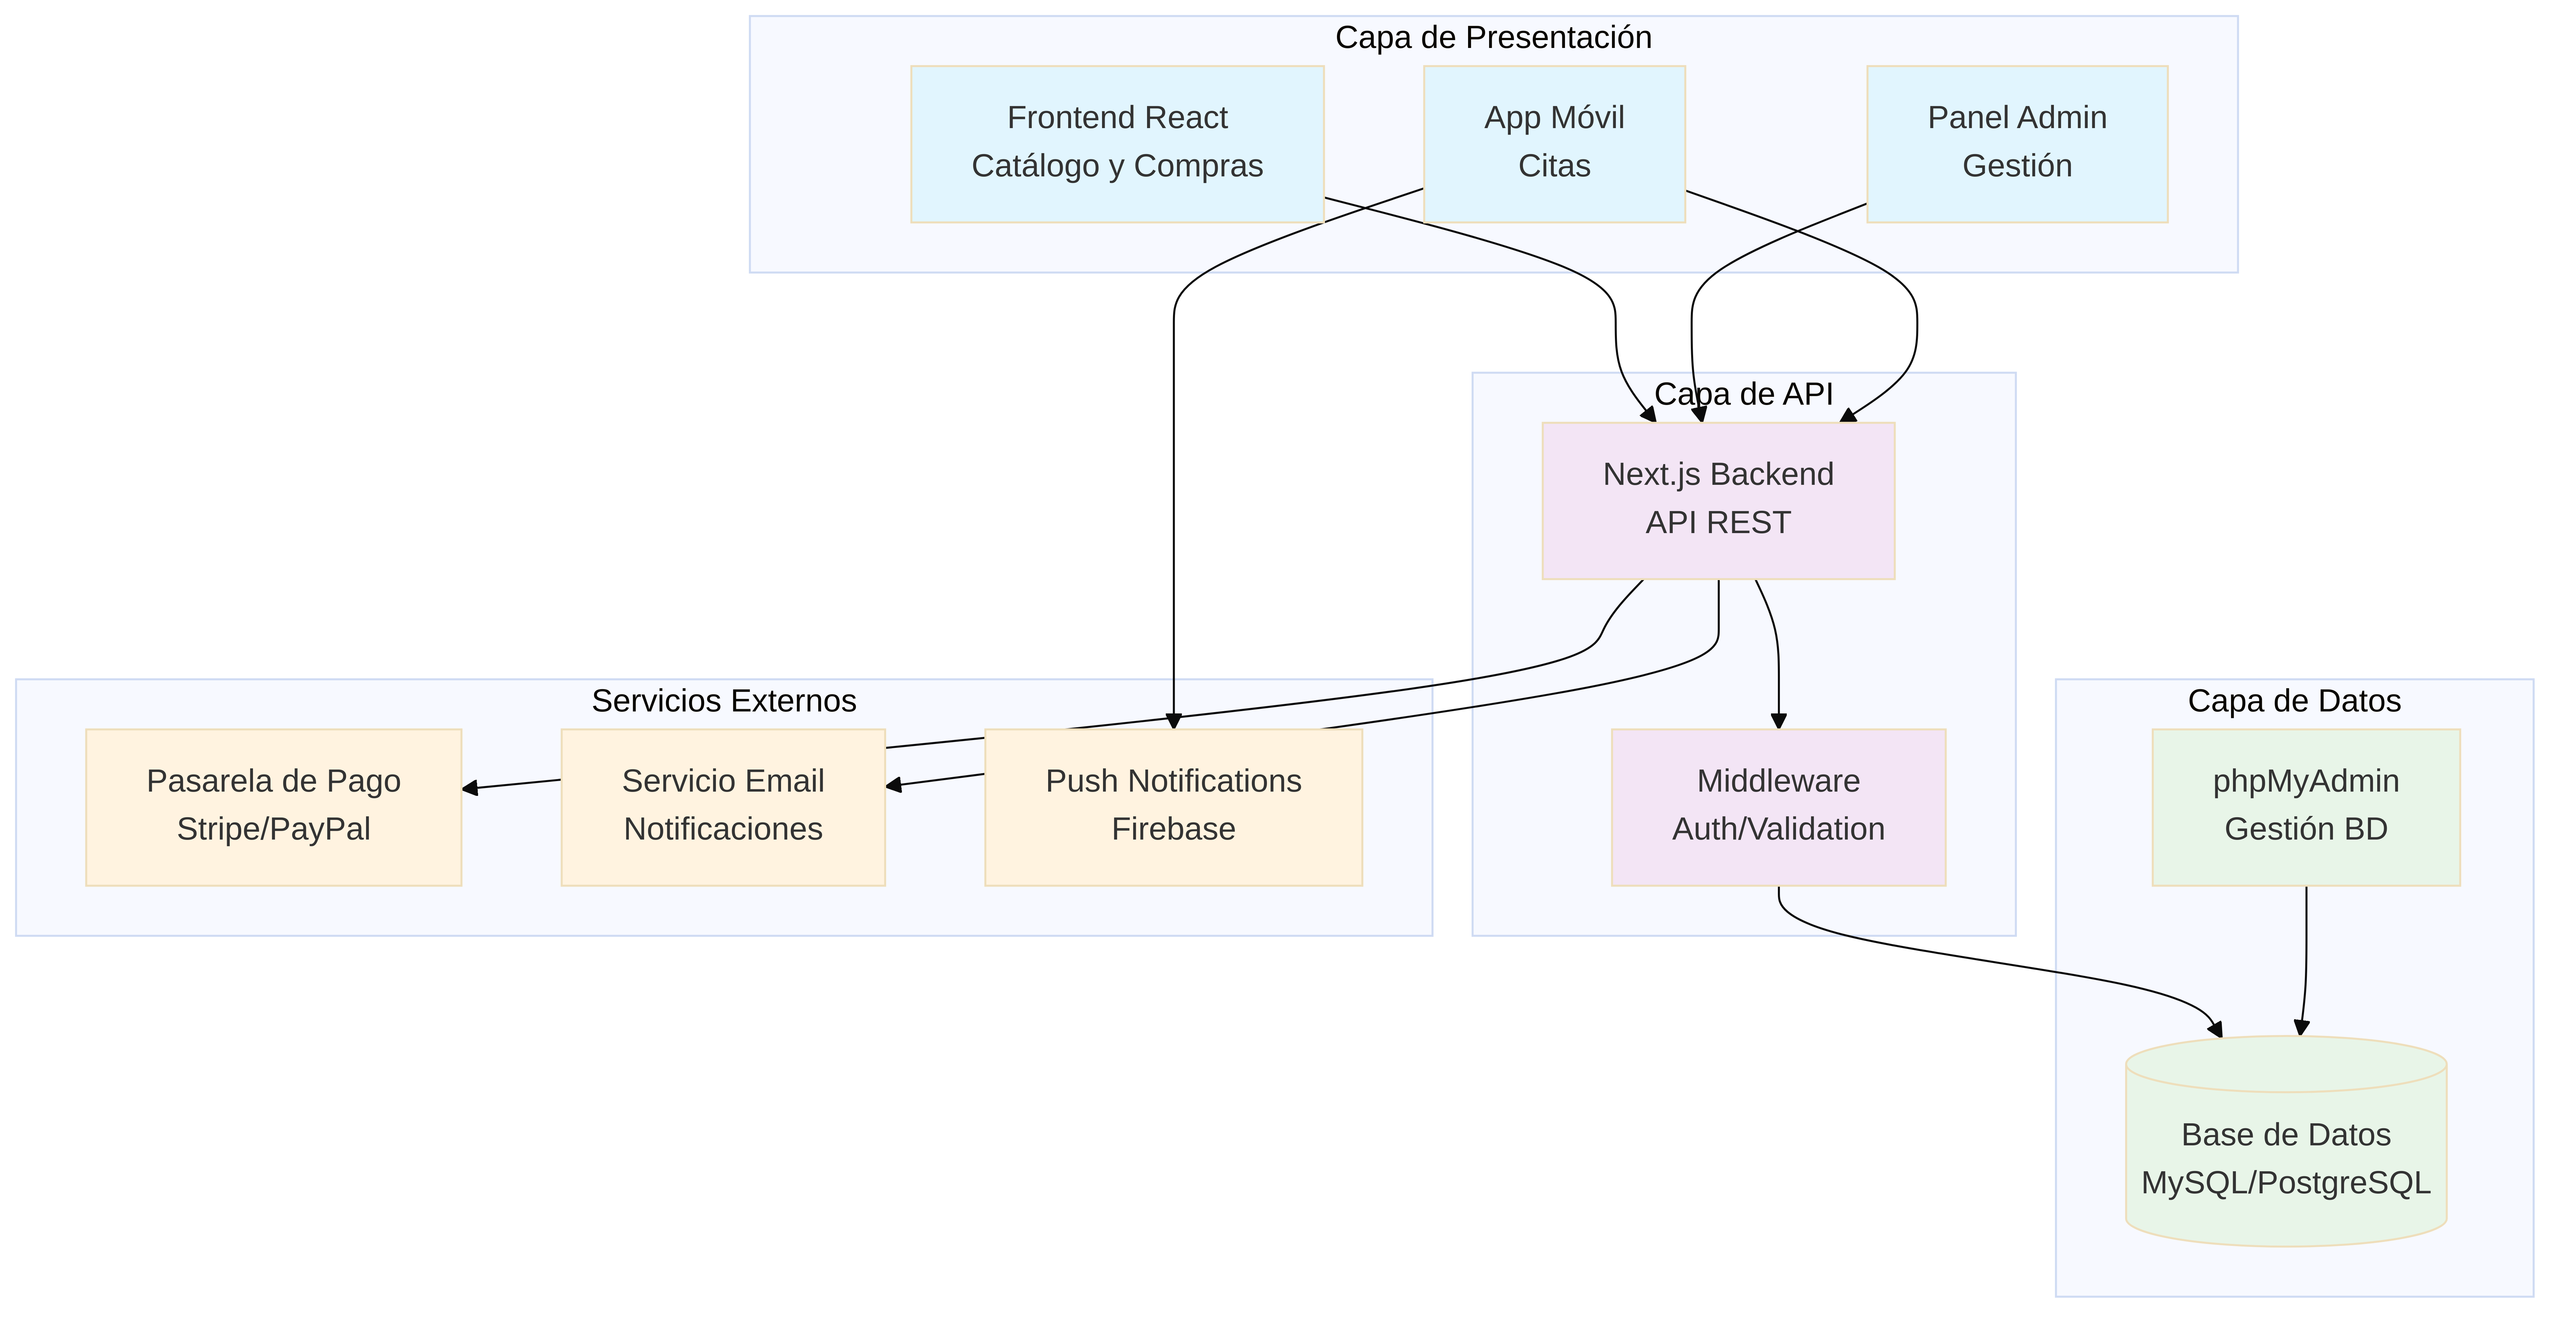 Capa de Presentación
Frontend React
Catálogo y Compras
App Móvil
Citas
Panel Admin
Gestión
Capa de API
Next.js Backend
API REST
Servicios Externos
Pasarela de Pago
Stripe/PayPal
Servicio Email
Notificaciones
Push Notifications
Firebase
Middleware
Auth/Validation
Capa de Datos
phpMyAdmin
Gestión BD
Base de Datos
MySQL/PostgreSQL